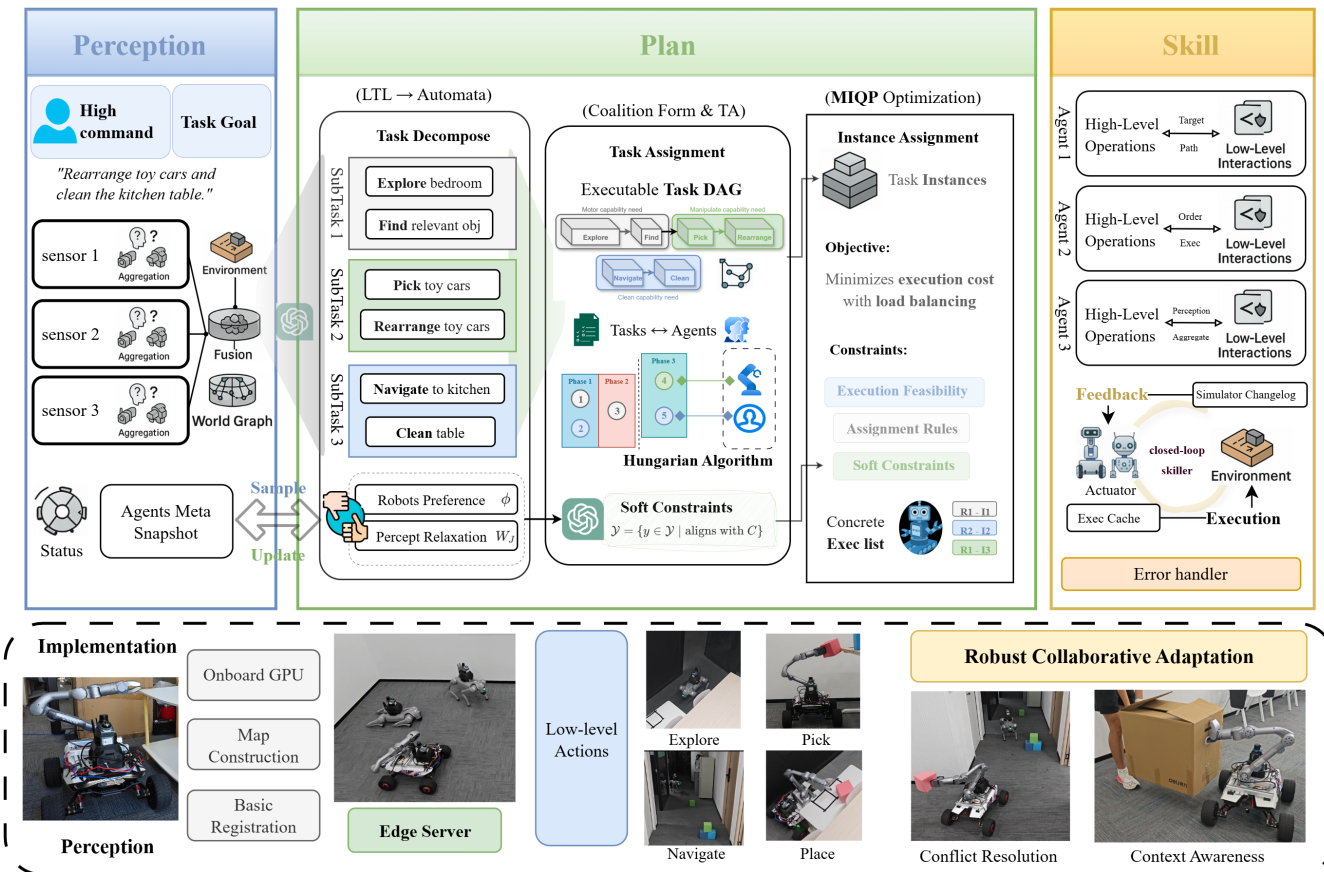 Perception
High
command
Task Goal
"Rearrange toy cars and
clean the kitchen table."
sensor 1
? ?
Aggregation
sensor 2
? ?
Aggregation
sensor 3
? ?
Aggregation
Environment
Fusion
World Graph
Status
Agents Meta
Snapshot
Sample
Update
Plan
(LTL → Automata)
Task Decompose
SubTask 1
Explore bedroom
Find relevant obj
SubTask 2
Pick toy cars
Rearrange toy cars
SubTask 3
Navigate to kitchen
Clean table
Robots Preference ϕ
Percept Relaxation W_J
(Coalition Form & TA)
Task Assignment
Executable Task DAG
Motor capability need
Manipulate capability need
Explore
Find
Pick
Rearrange
Navigate
Clean
Clean capability need
Tasks ↔ Agents
Phase 1
Phase 2
Phase 3
1
2
3
4
5
Hungarian Algorithm
Soft Constraints
𝒴 = {y ∈ 𝒴 | aligns with C}
(MIQP Optimization)
Instance Assignment
Task Instances
Objective:
Minimizes execution cost
with load balancing
Constraints:
Execution Feasibility
Assignment Rules
Soft Constraints
Concrete
Exec list
R1 - I1
R2 - I2
R1 - I3
Skill
Agent 1
High-Level
Operations
Target
Path
Low-Level
Interactions
Agent 2
High-Level
Operations
Order
Exec
Low-Level
Interactions
Agent 3
High-Level
Operations
Perception
Aggregate
Low-Level
Interactions
Feedback
Simulator Changelog
closed-loop
skiller
Actuator
Environment
Exec Cache
Execution
Error handler
Implementation
Perception
Onboard GPU
Map
Construction
Basic
Registration
Edge Server
Low-level
Actions
Explore
Pick
Navigate
Place
Robust Collaborative Adaptation
Conflict Resolution
Context Awareness